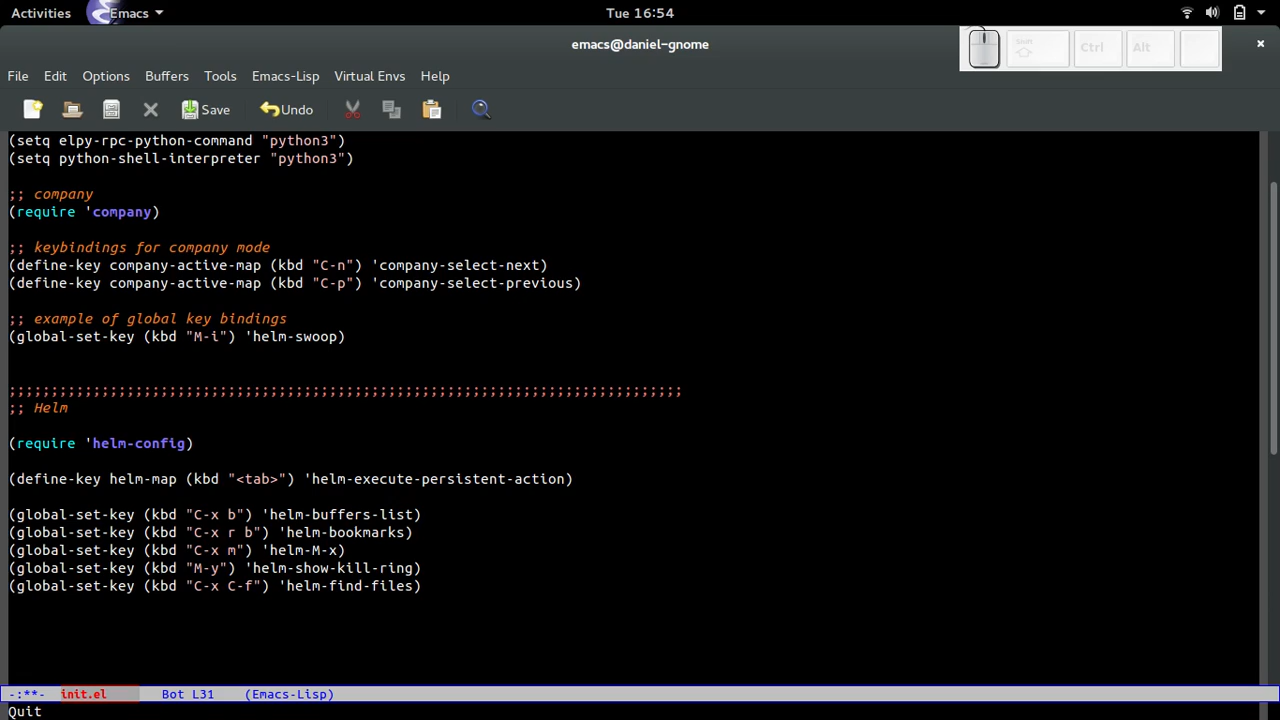 Activities
Emacs
Tue 16:54
emacs@daniel-gnome
Shift
Ctrl
Alt
File Edit Options Buffers Tools Emacs-Lisp Virtual Envs Help
Save
Undo
(setq elpy-rpc-python-command "python3")
(setq python-shell-interpreter "python3")
;; company
(require 'company)
;; keybindings for company mode
(define-key company-active-map (kbd "C-n") 'company-select-next)
(define-key company-active-map (kbd "C-p") 'company-select-previous)
;; example of global key bindings
(global-set-key (kbd "M-i") 'helm-swoop)
;;;;;;;;;;;;;;;;;;;;;;;;;;;;;;;;;;;;;;;;;;;;;;;;;;;;;;;;;;;;;;;;;;;;;;;;;;;;;;;;
;; Helm
(require 'helm-config)
(define-key helm-map (kbd "<tab>") 'helm-execute-persistent-action)
(global-set-key (kbd "C-x b") 'helm-buffers-list)
(global-set-key (kbd "C-x r b") 'helm-bookmarks)
(global-set-key (kbd "C-x m") 'helm-M-x)
(global-set-key (kbd "M-y") 'helm-show-kill-ring)
(global-set-key (kbd "C-x C-f") 'helm-find-files)
-:**- init.el Bot L31 (Emacs-Lisp)
Quit